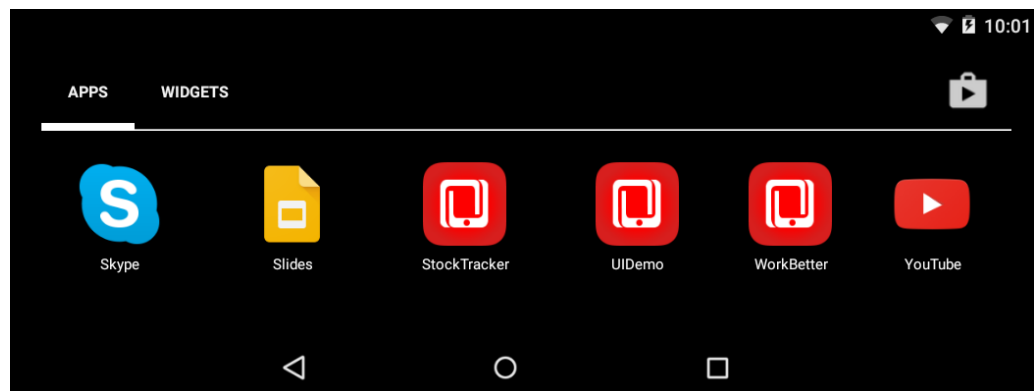 10:01
APPS WIDGETS
S
Skype Slides StockTracker UIDemo WorkBetter YouTube